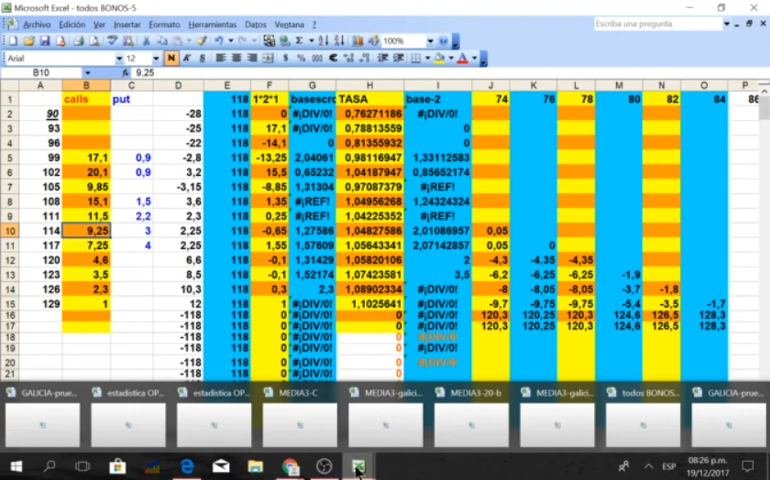 Microsoft Excel - todos BONOS-5
Archivo Edición Ver Insertar Formato Herramientas Datos Ventana ? Escriba una pregunta
100%
Arial 12 N K S
B10 fx 9,25
A B C D E F G H I J K L M N O P
1 calls put 118 1*2*1 basescro TASA base-2 74 76 78 80 82 84 86
2 90 -28 118 0 #¡DIV/0! 0,76271186 #¡DIV/0!
3 93 -25 118 17,1 #¡DIV/0! 0,78813559 0
4 96 -22 118 -14,1 0 0,81355932 0
5 99 17,1 0,9 -2,8 118 -13,25 2,04061 0,98116947 1,33112583
6 102 20,1 0,9 3,2 118 15,5 0,65232 1,04187947 0,85652174
7 105 9,85 -3,15 118 -8,85 1,31304 0,97087379 #¡REF!
8 108 15,1 1,5 3,6 118 1,35 #¡REF! 1,04956268 1,24324324
9 111 11,5 2,2 2,3 118 0,25 #¡REF! 1,04225352 #¡REF!
10 114 9,25 3 2,25 118 -0,65 1,27586 1,04827586 2,01086957 0,05
11 117 7,25 4 2,25 118 1,55 1,57609 1,05643341 2,07142857 0,05 0
12 120 4,6 6,6 118 -0,1 1,31429 1,05820106 2 -4,3 -4,35 -4,35
13 123 3,5 8,5 118 -0,1 1,52174 1,07423581 3,5 -6,2 -6,25 -6,25 -1,9
14 126 2,3 10,3 118 0,3 2,3 1,08902334 #¡DIV/0! -8 -8,05 -8,05 -3,7 -1,8
15 129 1 12 118 1 #¡DIV/0! 1,1025641 #¡DIV/0! -9,7 -9,75 -9,75 -5,4 -3,5 -1,7
16 -118 118 0 #¡DIV/0! 0 #¡DIV/0! 120,3 120,25 120,3 124,6 126,5 128,3
17 -118 118 0 #¡DIV/0! 0 #¡DIV/0! 120,3 120,25 120,3 124,6 126,5 128,3
18 -118 118 0 #¡DIV/0! 0 #¡DIV/0!
19 -118 118 0 #¡DIV/0! 0 #¡DIV/0!
20 -118 118 0 #¡DIV/0! 0 #¡DIV/0!
21 -118 118 0 #¡DIV/0! 0
GALICIA-prue... estadistica OP... estadistica OP... MEDIA3-C MEDIA3-galici... MEDIA3-20-b MEDIA3-galici... todos BONOS... GALICIA-prue...
ESP 08:26 p.m.
19/12/2017